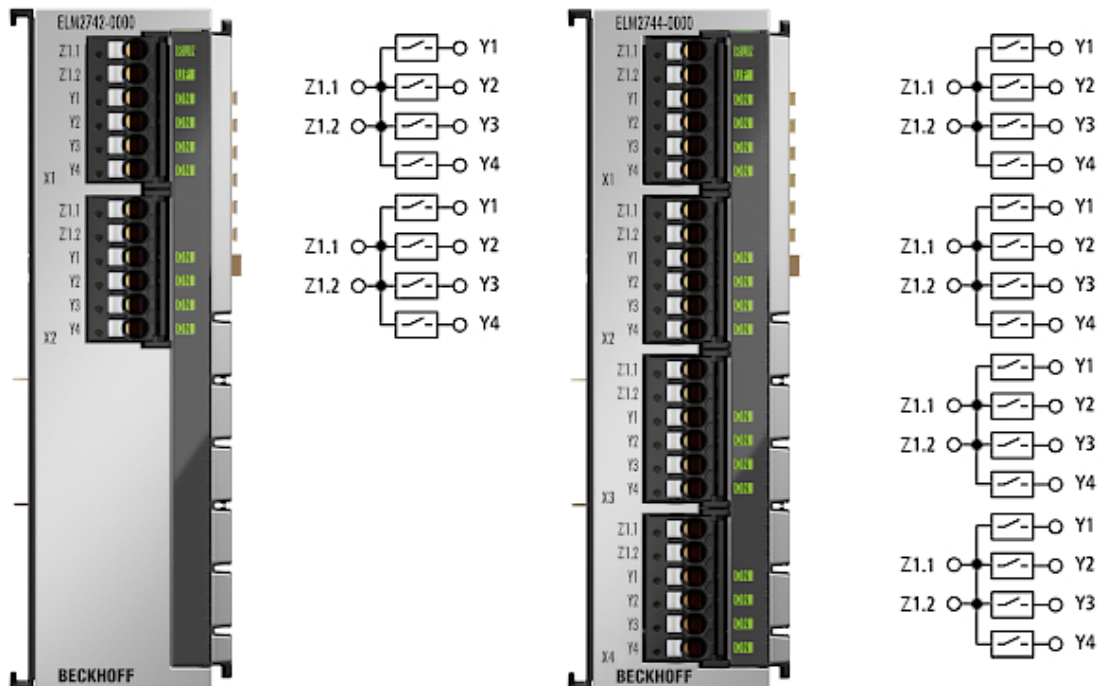 ELM2742-0000
Z1.1
Z1.2
Y1
Y2
Y3
Y4
X1
Z1.1
Z1.2
Y1
Y2
Y3
Y4
X2
BECKHOFF
Y1
Z1.1 Y2
Z1.2 Y3
Y4
Y1
Z1.1 Y2
Z1.2 Y3
Y4
ELM2744-0000
Z1.1
Z1.2
Y1
Y2
Y3
Y4
X1
Z1.1
Z1.2
Y1
Y2
Y3
Y4
X2
Z1.1
Z1.2
Y1
Y2
Y3
Y4
X3
Z1.1
Z1.2
Y1
Y2
Y3
Y4
X4
BECKHOFF
Y1
Z1.1 Y2
Z1.2 Y3
Y4
Y1
Z1.1 Y2
Z1.2 Y3
Y4
Y1
Z1.1 Y2
Z1.2 Y3
Y4
Y1
Z1.1 Y2
Z1.2 Y3
Y4